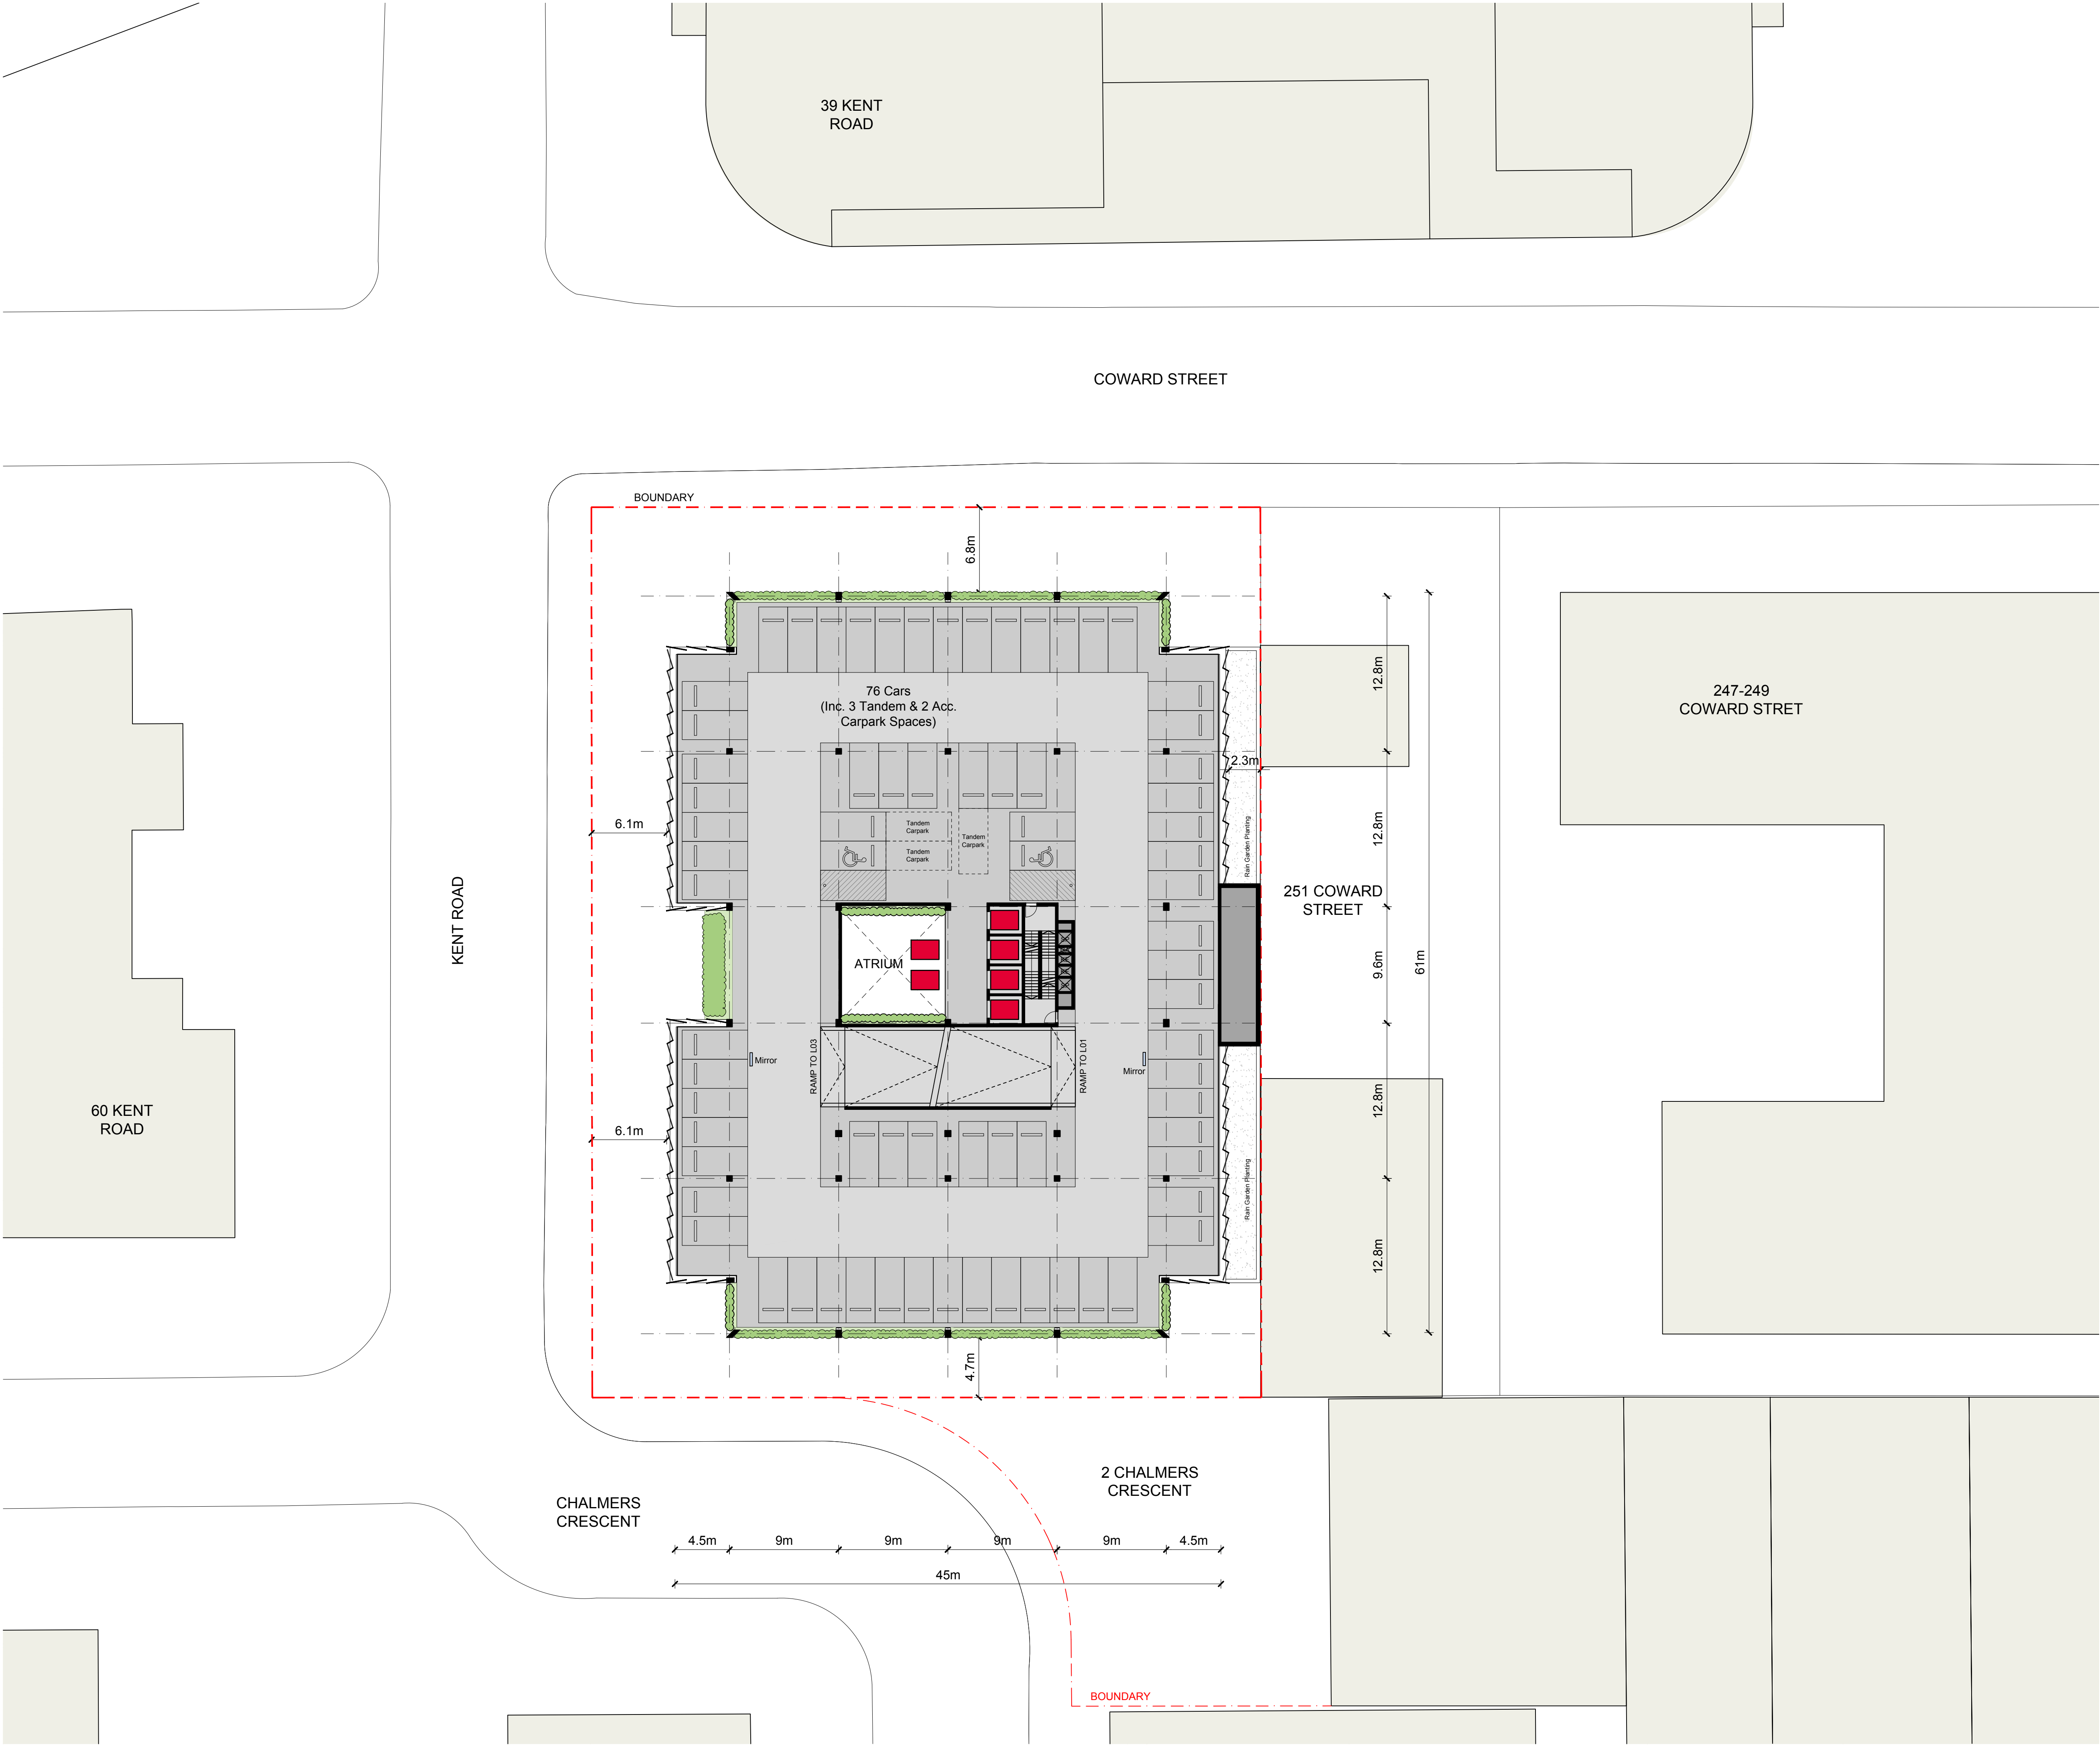 39 KENT
ROAD
COWARD STREET
BOUNDARY
6.8m
76 Cars
(Inc. 3 Tandem & 2 Acc.
Carpark Spaces)
12.8m
247-249
COWARD STRET
2.3m
6.1m
Tandem
Carpark
Tandem
Carpark
Tandem
Carpark
Rain Garden Planting
12.8m
251 COWARD
STREET
KENT ROAD
ATRIUM
9.6m
61m
Mirror
RAMP TO L03
RAMP TO L01
Mirror
60 KENT
ROAD
6.1m
12.8m
Rain Garden Planting
12.8m
4.7m
2 CHALMERS
CRESCENT
CHALMERS
CRESCENT
4.5m
9m
9m
9m
9m
4.5m
45m
BOUNDARY